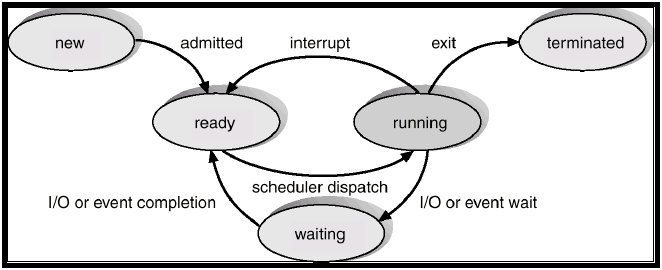 new
admitted
interrupt
exit
terminated
ready
running
scheduler dispatch
I/O or event completion
I/O or event wait
waiting